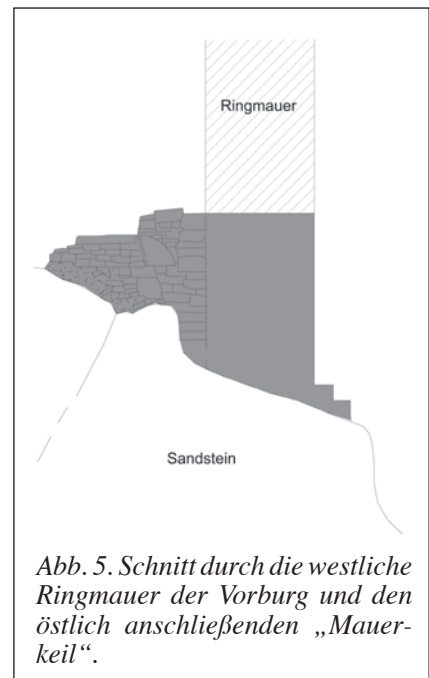 Ringmauer
Sandstein
Abb. 5. Schnitt durch die westliche
Ringmauer der Vorburg und den
östlich anschließenden „Mauer-
keil“.